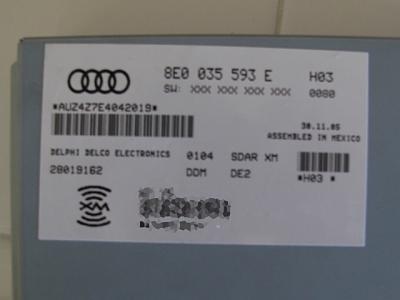 8E0 035 593 E H03
SW: XXX XXX XXX XXX 0080
*AUZ4Z7E4042019*
30.11.05
ASSEMBLED IN MEXICO
DELPHI DELCO ELECTRONICS 0104 SDAR XM
28019162 DDM DE2 *H03 *
XM